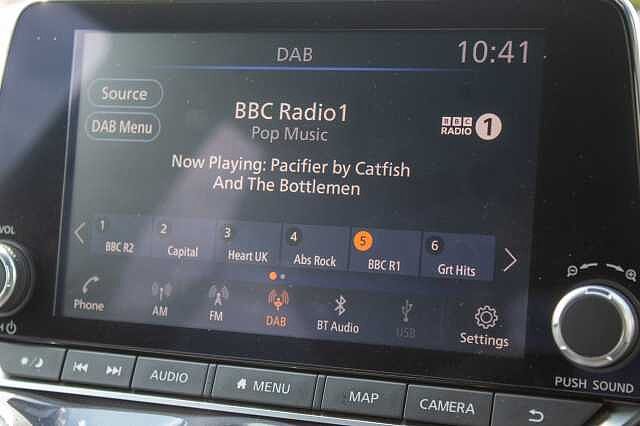 DAB
10:41
Source
DAB Menu
BBC Radio1
Pop Music
BBC
RADIO 1
Now Playing: Pacifier by Catfish
And The Bottlemen
1 BBC R2
2 Capital
3 Heart UK
4 Abs Rock
5 BBC R1
6 Grt Hits
Phone
AM
FM
DAB
BT Audio
USB
Settings
VOL
AUDIO
MENU
MAP
CAMERA
PUSH SOUND